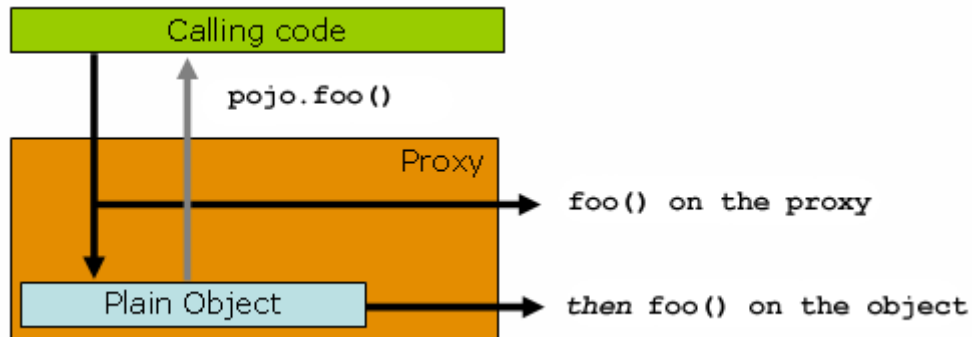 Calling code
pojo.foo()
Proxy
foo() on the proxy
Plain Object
then foo() on the object